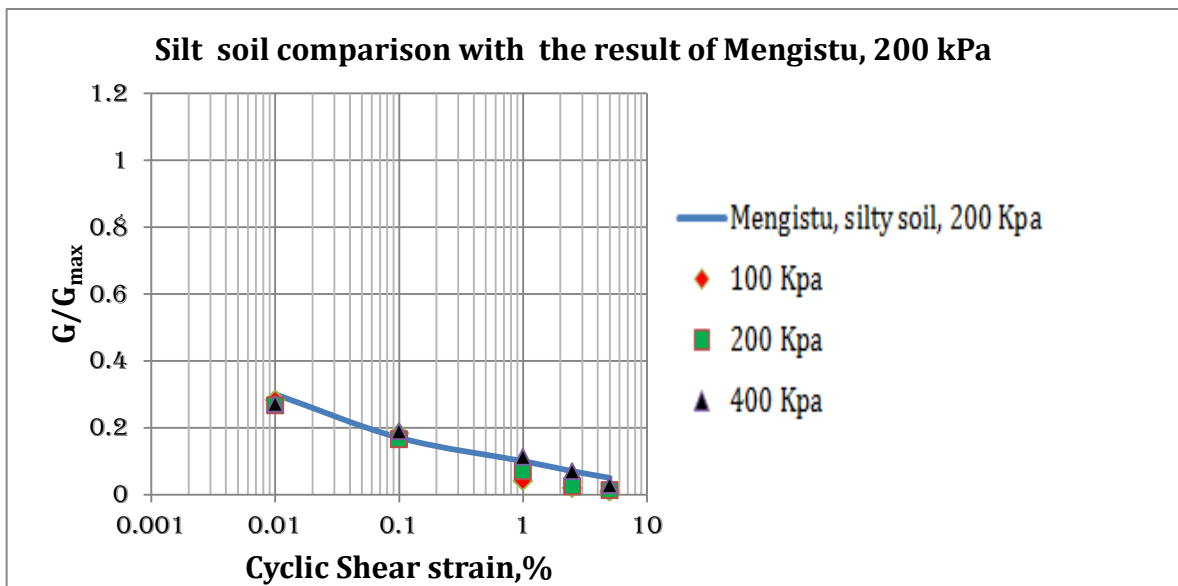 Silt soil comparison with the result of Mengistu, 200 kPa
1.2
1
0.8
0.6
0.4
0.2
0
G/Gmax
0.001
0.01
0.1
1
10
Cyclic Shear strain,%
Mengistu, silty soil, 200 Kpa
100 Kpa
200 Kpa
400 Kpa